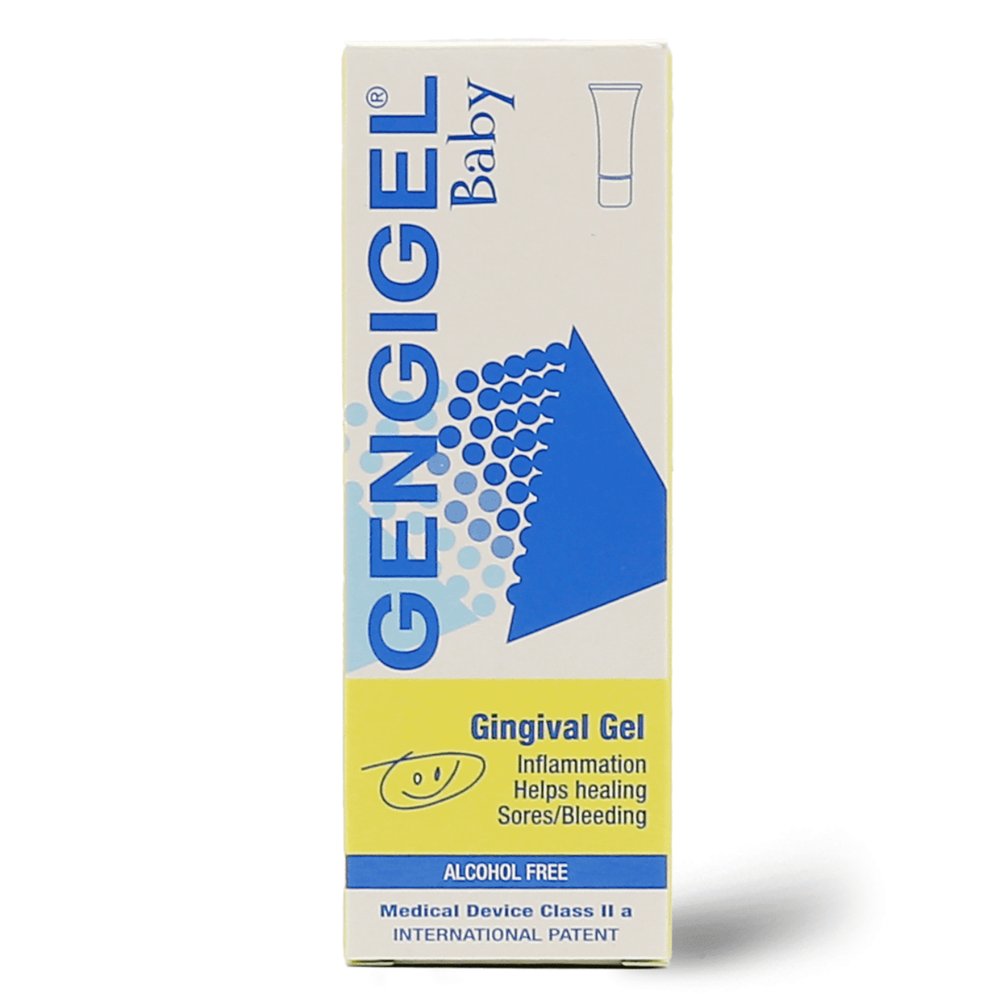 GENGIGEL®
Baby
Gingival Gel
Inflammation
Helps healing
Sores/Bleeding
ALCOHOL FREE
Medical Device Class II a
INTERNATIONAL PATENT